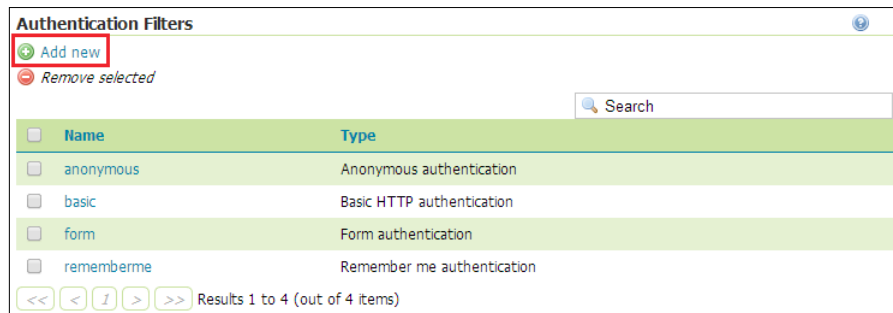 Authentication Filters
Add new
Remove selected
Search
Name Type
anonymous Anonymous authentication
basic Basic HTTP authentication
form Form authentication
rememberme Remember me authentication
<< < 1 > >> Results 1 to 4 (out of 4 items)